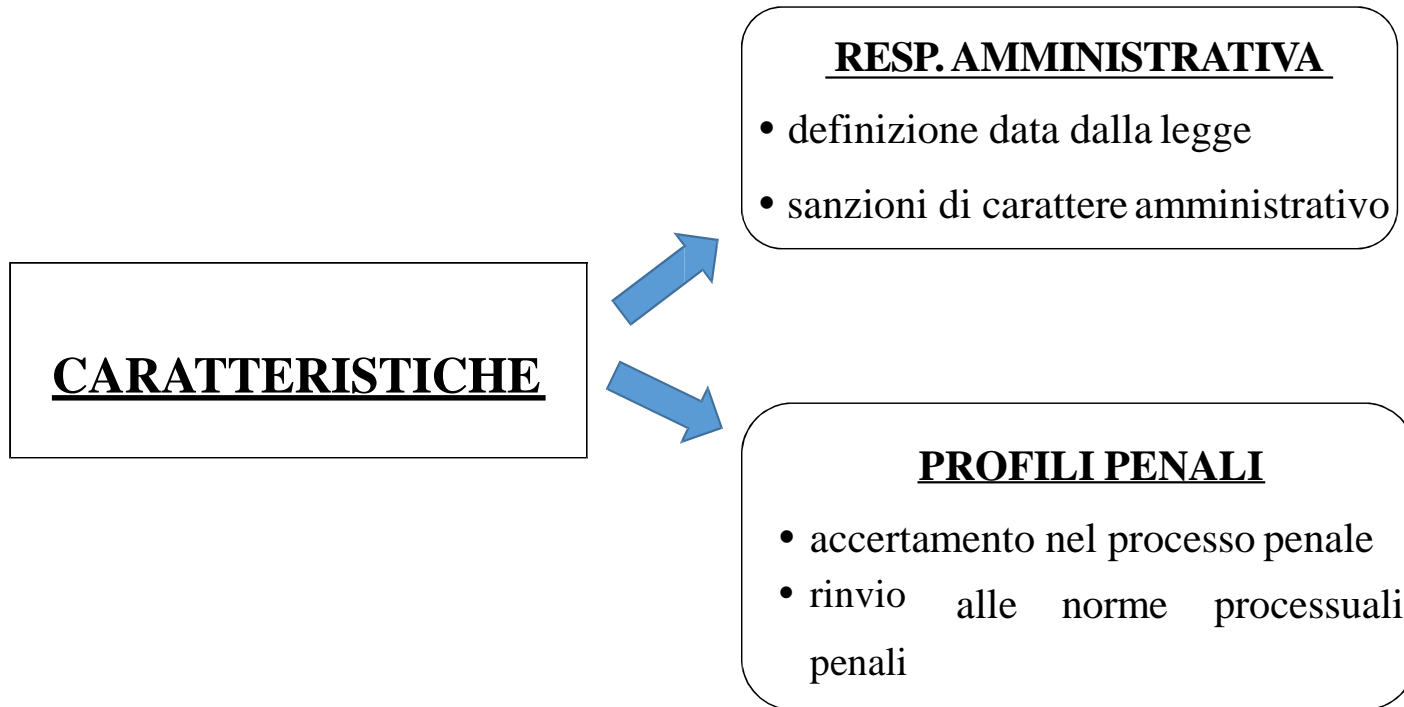 RESP. AMMINISTRATIVA
• definizione data dalla legge
• sanzioni di carattere amministrativo
CARATTERISTICHE
PROFILI PENALI
• accertamento nel processo penale
• rinvio alle norme processuali
penali